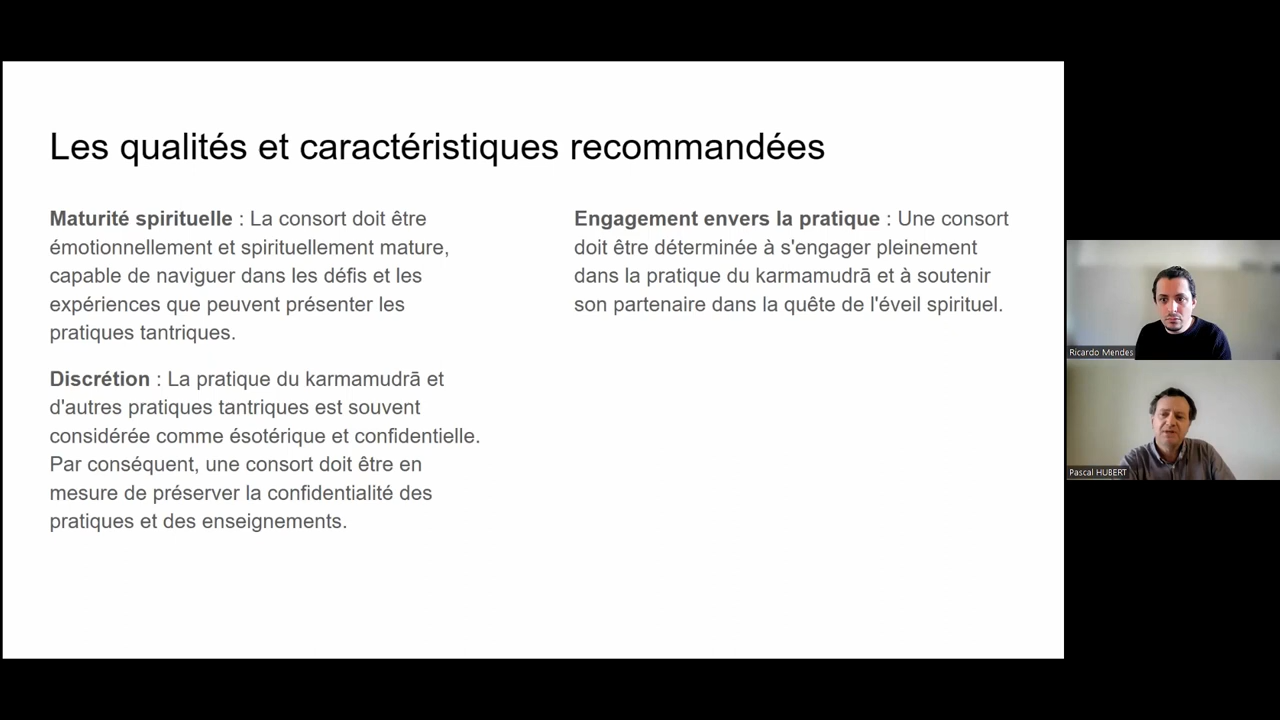 Les qualités et caractéristiques recommandées
Maturité spirituelle : La consort doit être
émotionnellement et spirituellement mature,
capable de naviguer dans les défis et les
expériences que peuvent présenter les
pratiques tantriques.
Discrétion : La pratique du karmamudrā et
d'autres pratiques tantriques est souvent
considérée comme ésotérique et confidentielle.
Par conséquent, une consort doit être en
mesure de préserver la confidentialité des
pratiques et des enseignements.
Engagement envers la pratique : Une consort
doit être déterminée à s'engager pleinement
dans la pratique du karmamudrā et à soutenir
son partenaire dans la quête de l'éveil spirituel.
Ricardo Mendes
Pascal HUBERT